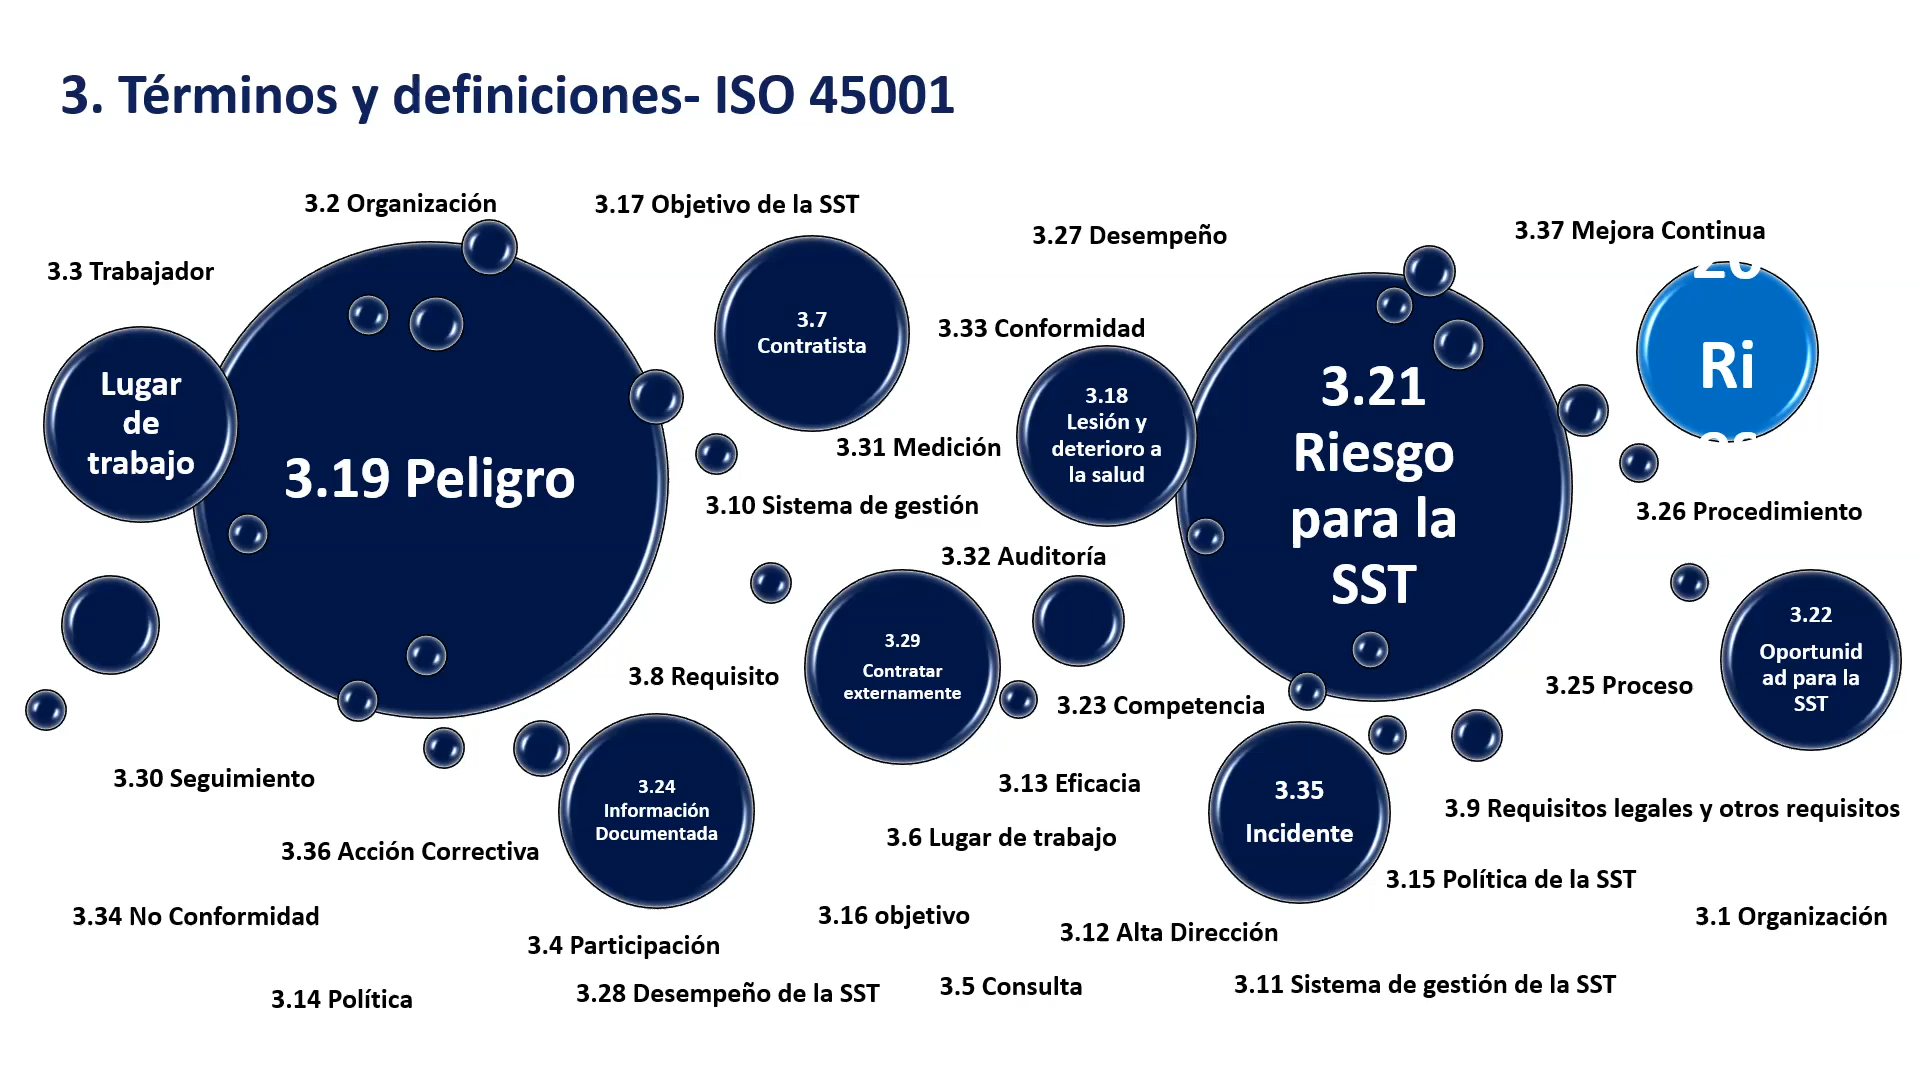 3. Términos y definiciones- ISO 45001
3.2 Organización
3.17 Objetivo de la SST
3.27 Desempeño
3.37 Mejora Continua
3.3 Trabajador
3.7
Contratista
3.33 Conformidad
Lugar
de
trabajo
3.19 Peligro
3.31 Medición
3.18
Lesión y
deterioro a
la salud
3.21
Riesgo
para la
SST
Ri
3.10 Sistema de gestión
3.26 Procedimiento
3.32 Auditoría
3.29
Contratar
externamente
3.8 Requisito
3.23 Competencia
3.25 Proceso
3.22
Oportunid
ad para la
SST
3.30 Seguimiento
3.24
Información
Documentada
3.13 Eficacia
3.35
Incidente
3.9 Requisitos legales y otros requisitos
3.36 Acción Correctiva
3.6 Lugar de trabajo
3.15 Política de la SST
3.34 No Conformidad
3.16 objetivo
3.12 Alta Dirección
3.1 Organización
3.4 Participación
3.14 Política
3.28 Desempeño de la SST
3.5 Consulta
3.11 Sistema de gestión de la SST